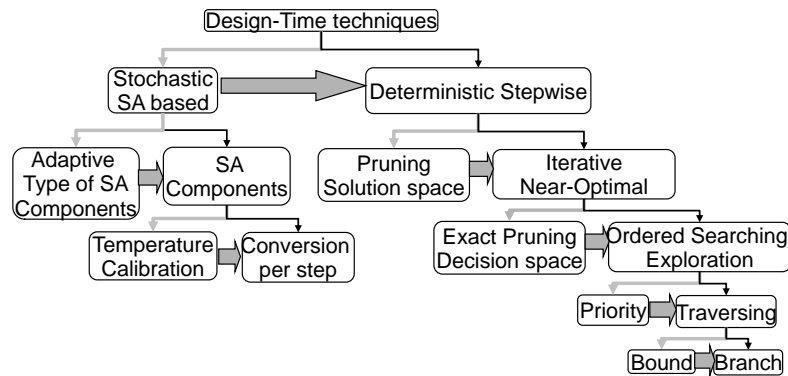 Design-Time techniques
Stochastic
SA based
Deterministic Stepwise
Adaptive
Type of SA
Components
SA
Components
Pruning
Solution space
Iterative
Near-Optimal
Temperature
Calibration
Conversion
per step
Exact Pruning
Decision space
Ordered Searching
Exploration
Priority
Traversing
Bound
Branch